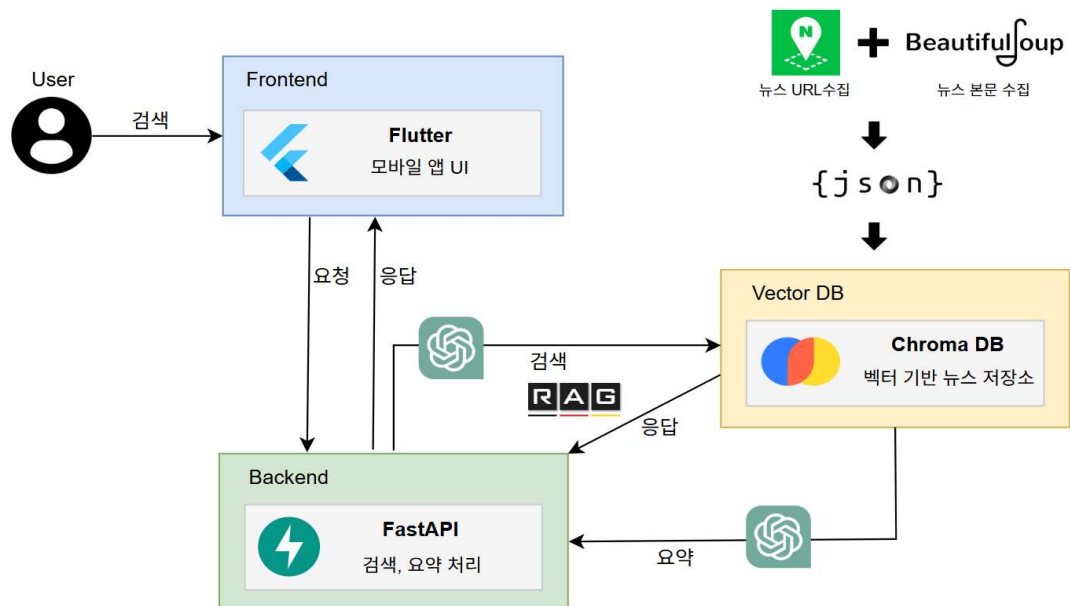 User
검색
Frontend
Flutter
모바일 앱 UI
N
BeautifulSoup
뉴스 URL수집
뉴스 본문 수집
{json}
요청
응답
Vector DB
Chroma DB
벡터 기반 뉴스 저장소
검색
RAG
응답
Backend
FastAPI
검색, 요약 처리
요약